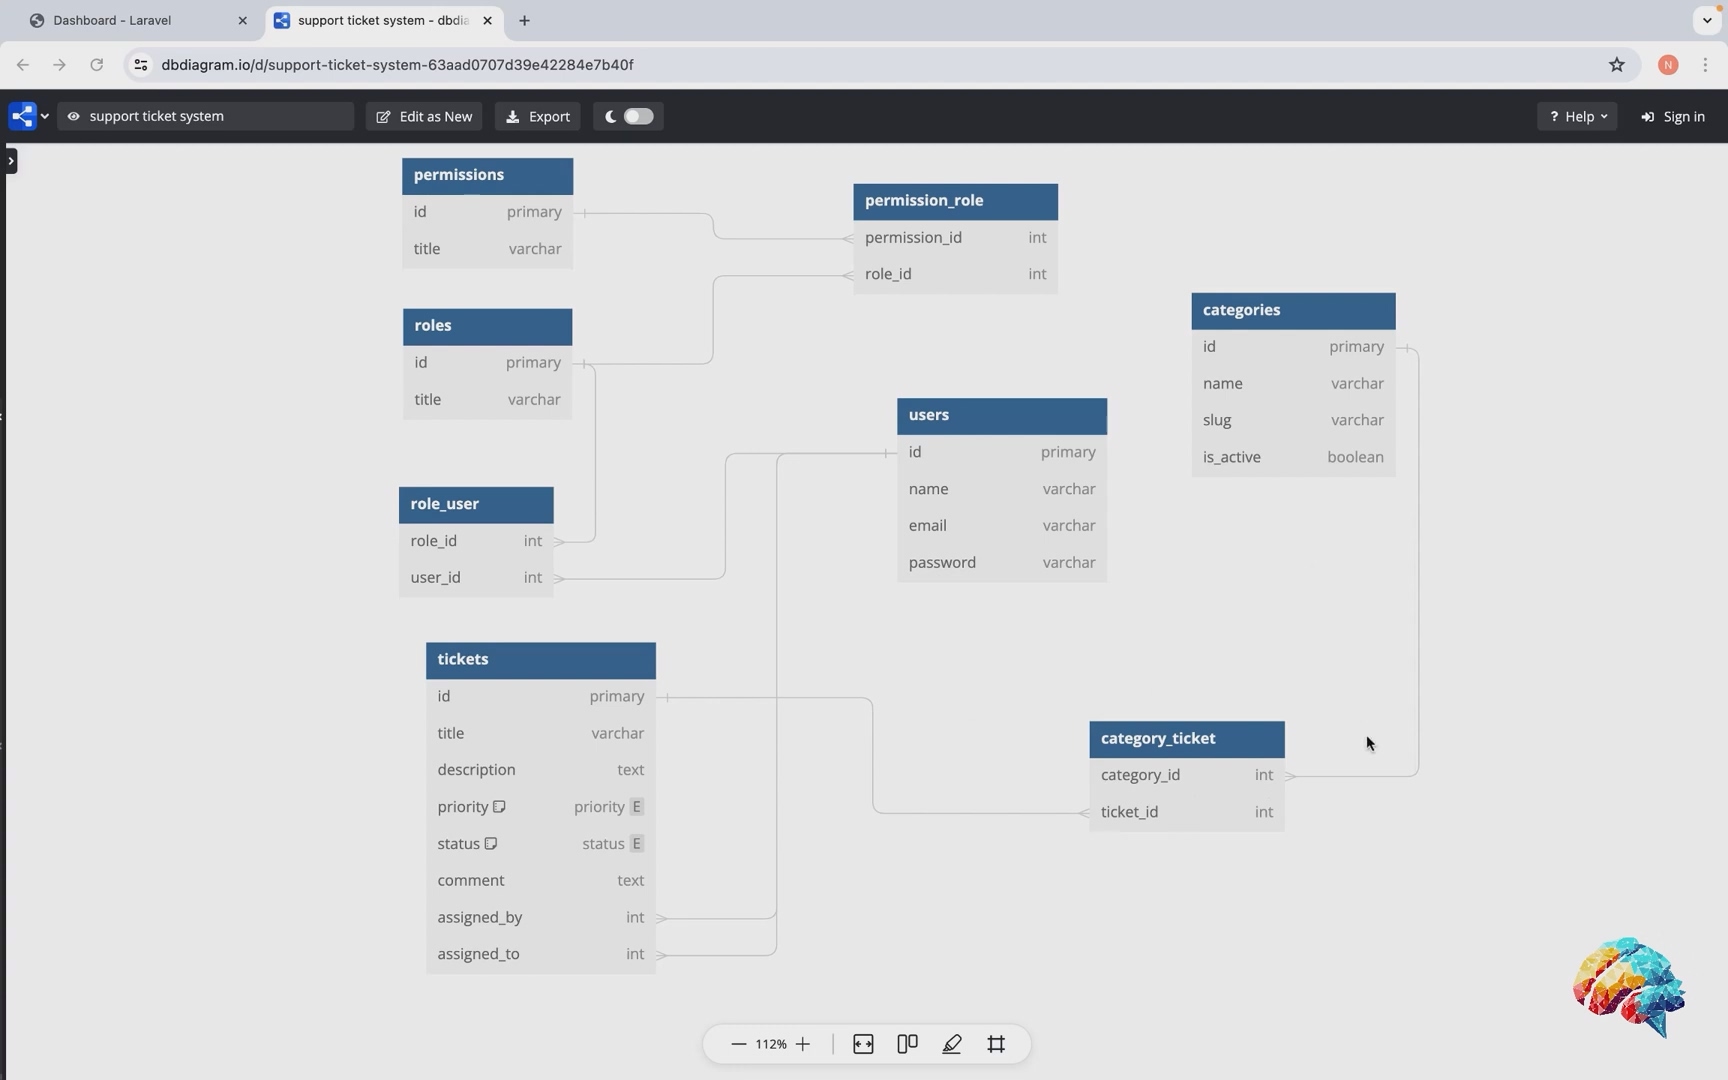 Dashboard - Laravel
support ticket system - dbdia
dbdiagram.io/d/support-ticket-system-63aad0707d39e42284e7b40f
N
support ticket system
Edit as New
Export
? Help
Sign in
permissions
id primary
title varchar
permission_role
permission_id int
role_id int
roles
id primary
title varchar
categories
id primary
name varchar
slug varchar
is_active boolean
users
id primary
name varchar
email varchar
password varchar
role_user
role_id int
user_id int
tickets
id primary
title varchar
description text
priority priority E
status status E
comment text
assigned_by int
assigned_to int
category_ticket
category_id int
ticket_id int
112%